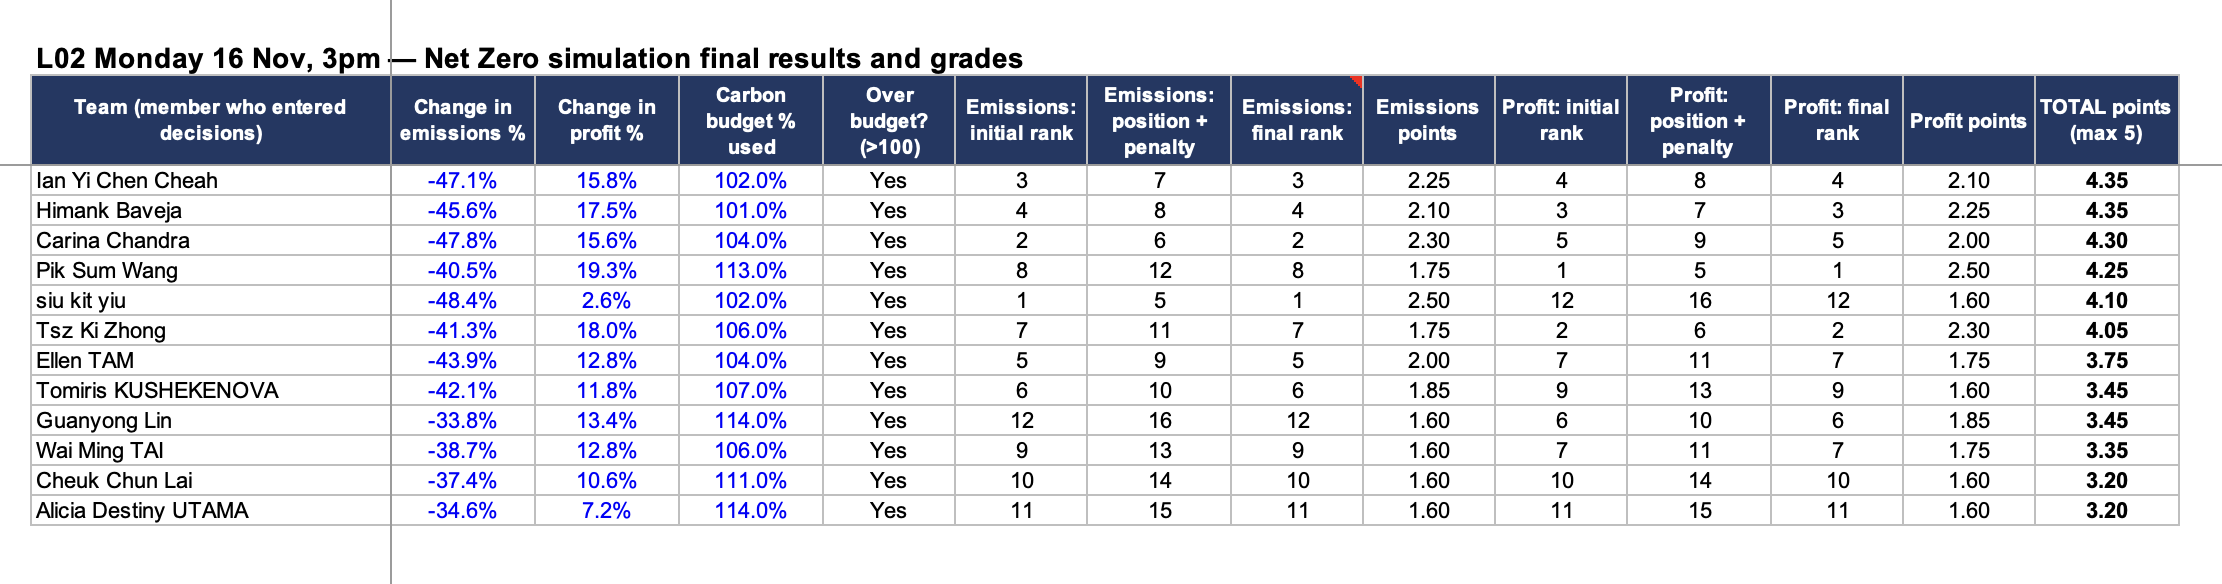 L02 Monday 16 Nov, 3pm — Net Zero simulation final results and grades
Team (member who entered decisions) Change in emissions % Change in profit % Carbon budget % used Over budget? (>100) Emissions: initial rank Emissions: position + penalty Emissions: final rank Emissions points Profit: initial rank Profit: position + penalty Profit: final rank Profit points TOTAL points (max 5)
Ian Yi Chen Cheah -47.1% 15.8% 102.0% Yes 3 7 3 2.25 4 8 4 2.10 4.35
Himank Baveja -45.6% 17.5% 101.0% Yes 4 8 4 2.10 3 7 3 2.25 4.35
Carina Chandra -47.8% 15.6% 104.0% Yes 2 6 2 2.30 5 9 5 2.00 4.30
Pik Sum Wang -40.5% 19.3% 113.0% Yes 8 12 8 1.75 1 5 1 2.50 4.25
siu kit yiu -48.4% 2.6% 102.0% Yes 1 5 1 2.50 12 16 12 1.60 4.10
Tsz Ki Zhong -41.3% 18.0% 106.0% Yes 7 11 7 1.75 2 6 2 2.30 4.05
Ellen TAM -43.9% 12.8% 104.0% Yes 5 9 5 2.00 7 11 7 1.75 3.75
Tomiris KUSHEKENOVA -42.1% 11.8% 107.0% Yes 6 10 6 1.85 9 13 9 1.60 3.45
Guanyong Lin -33.8% 13.4% 114.0% Yes 12 16 12 1.60 6 10 6 1.85 3.45
Wai Ming TAI -38.7% 12.8% 106.0% Yes 9 13 9 1.60 7 11 7 1.75 3.35
Cheuk Chun Lai -37.4% 10.6% 111.0% Yes 10 14 10 1.60 10 14 10 1.60 3.20
Alicia Destiny UTAMA -34.6% 7.2% 114.0% Yes 11 15 11 1.60 11 15 11 1.60 3.20